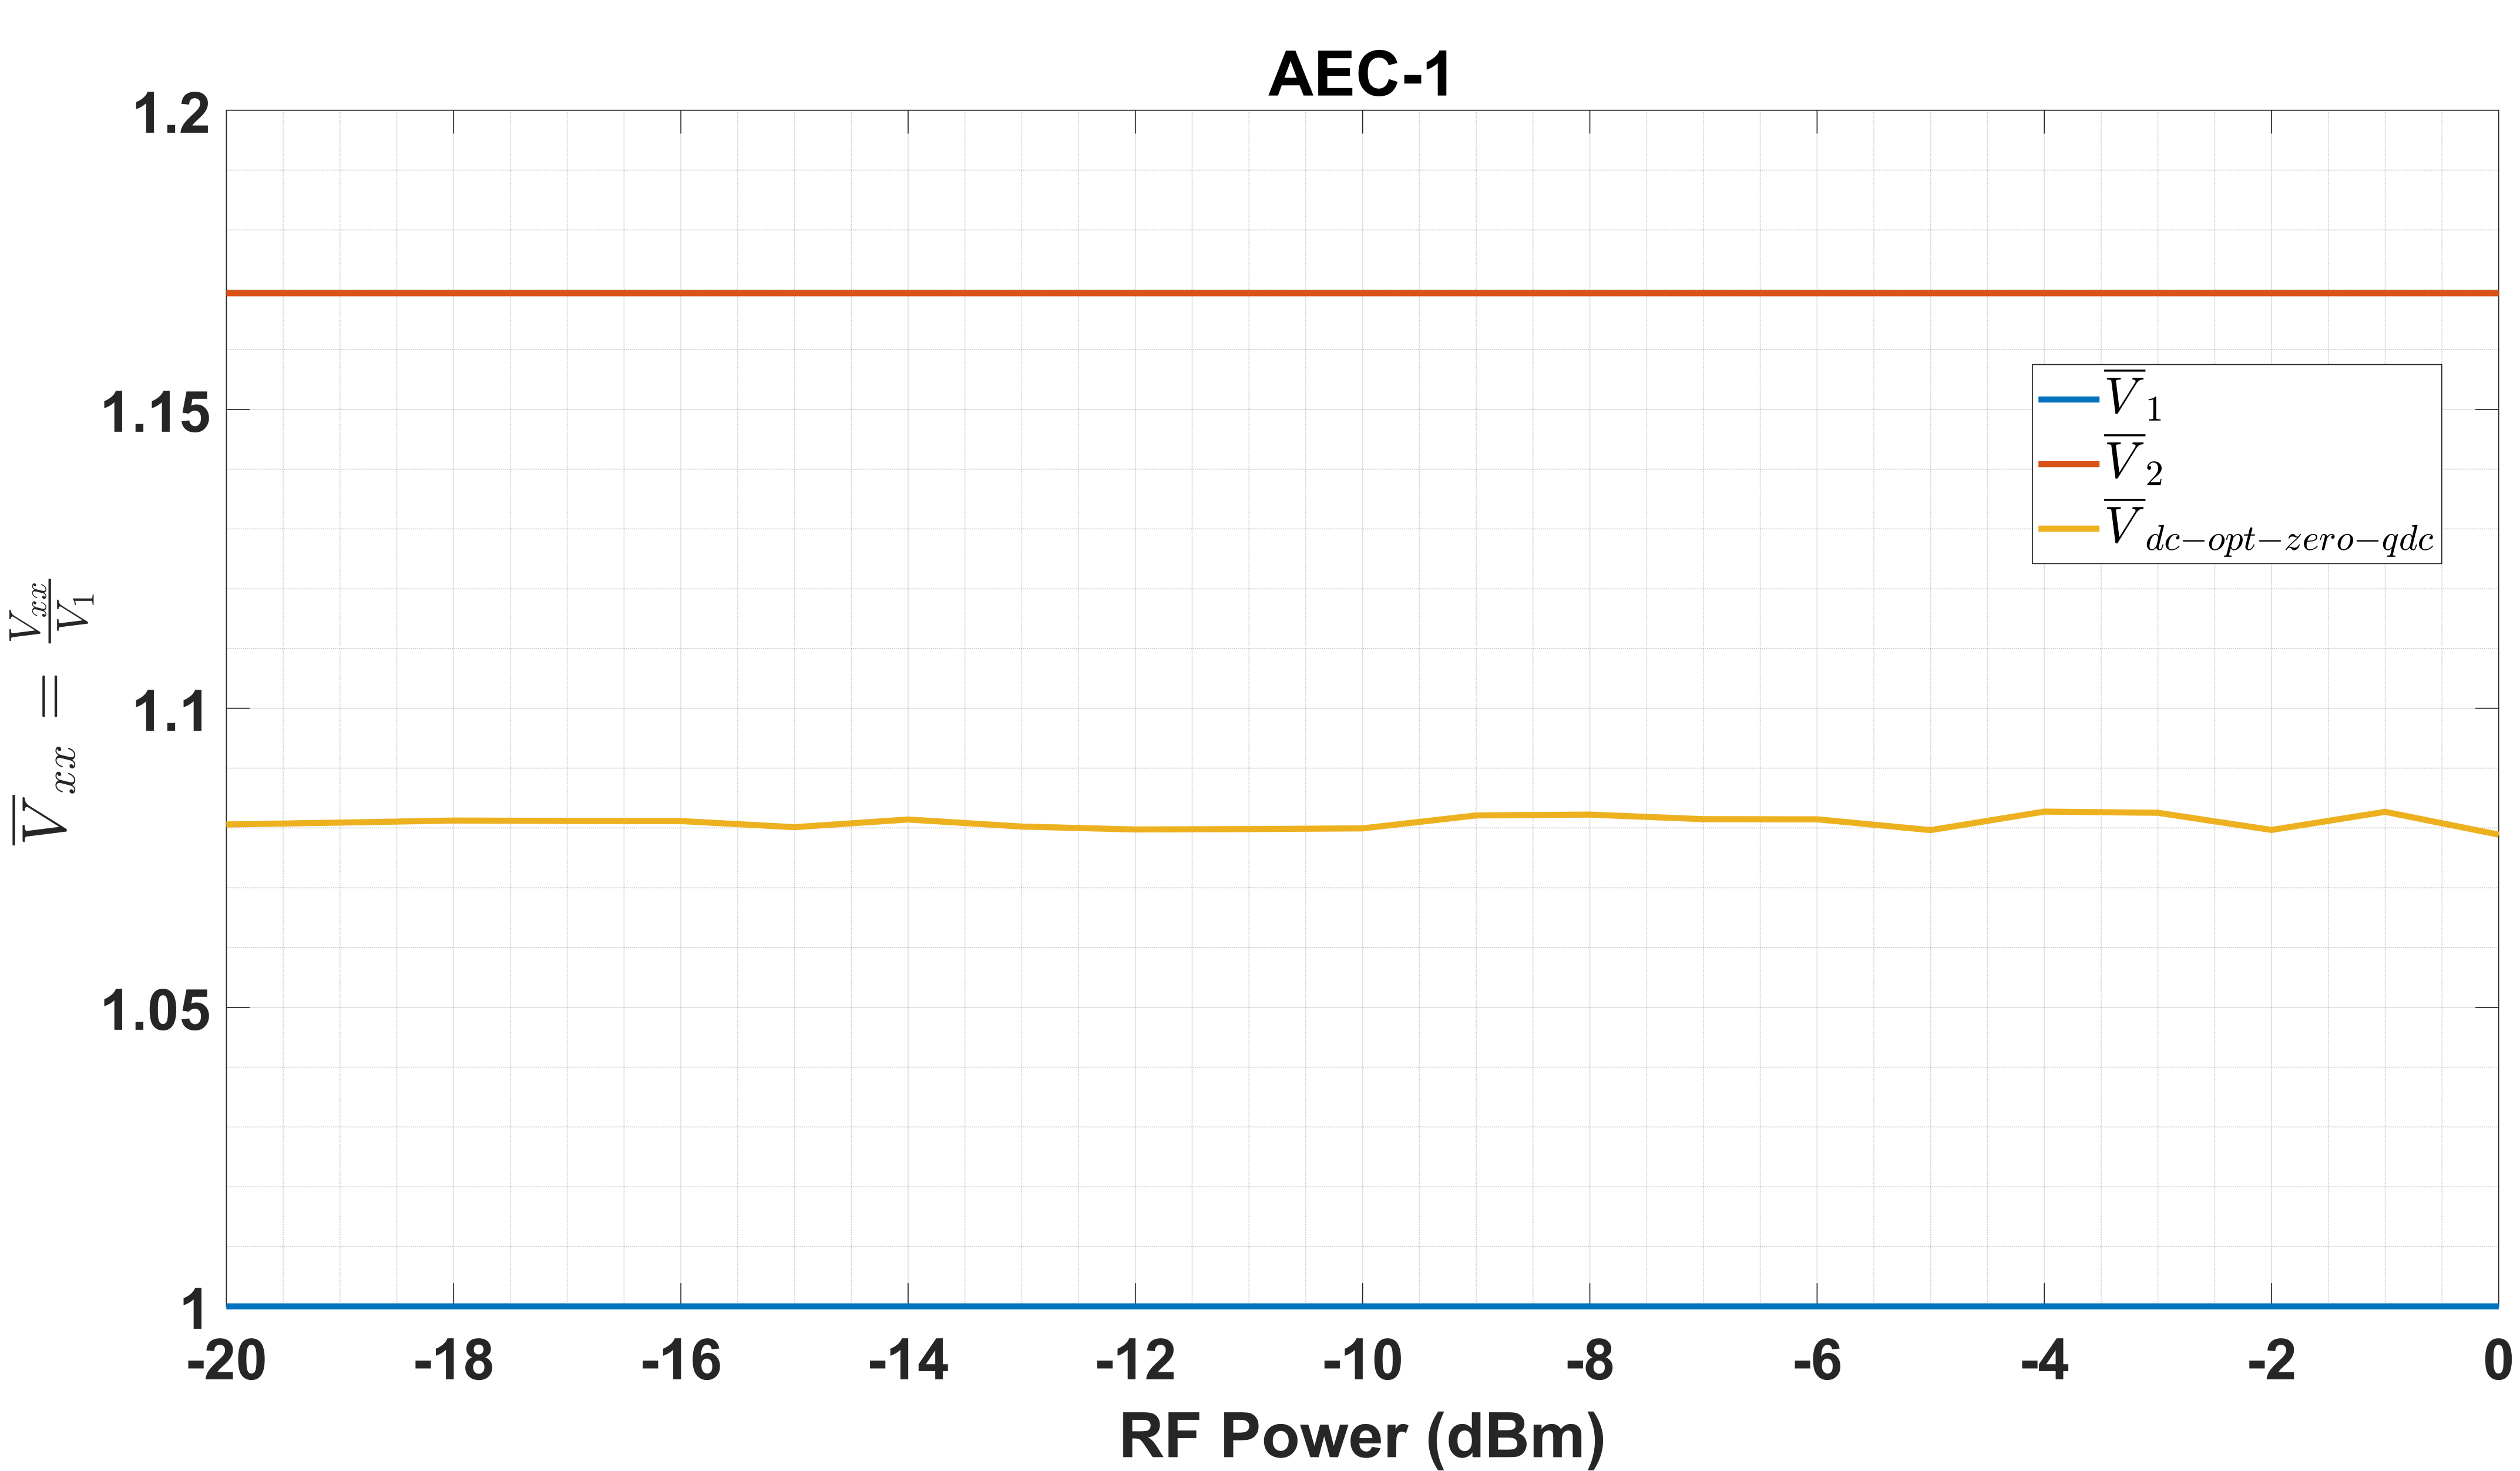 AEC-1
1.2
1.15
1.1
1.05
1
-20 -18 -16 -14 -12 -10 -8 -6 -4 -2 0
RF Power (dBm)
V̅xx = Vxx/V1
V̅1
V̅2
V̅dc−opt−zero−qdc